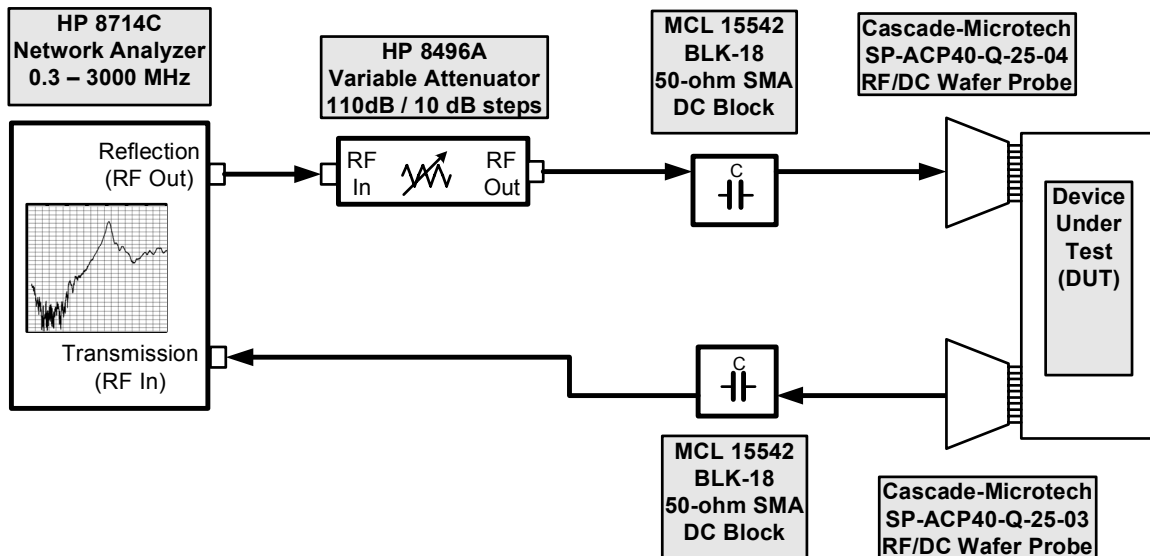 HP 8714C
Network Analyzer
0.3 – 3000 MHz
HP 8496A
Variable Attenuator
110dB / 10 dB steps
MCL 15542
BLK-18
50-ohm SMA
DC Block
Cascade-Microtech
SP-ACP40-Q-25-04
RF/DC Wafer Probe
Reflection
(RF Out)
RF
In
RF
Out
C
Device
Under
Test
(DUT)
Transmission
(RF In)
C
MCL 15542
BLK-18
50-ohm SMA
DC Block
Cascade-Microtech
SP-ACP40-Q-25-03
RF/DC Wafer Probe